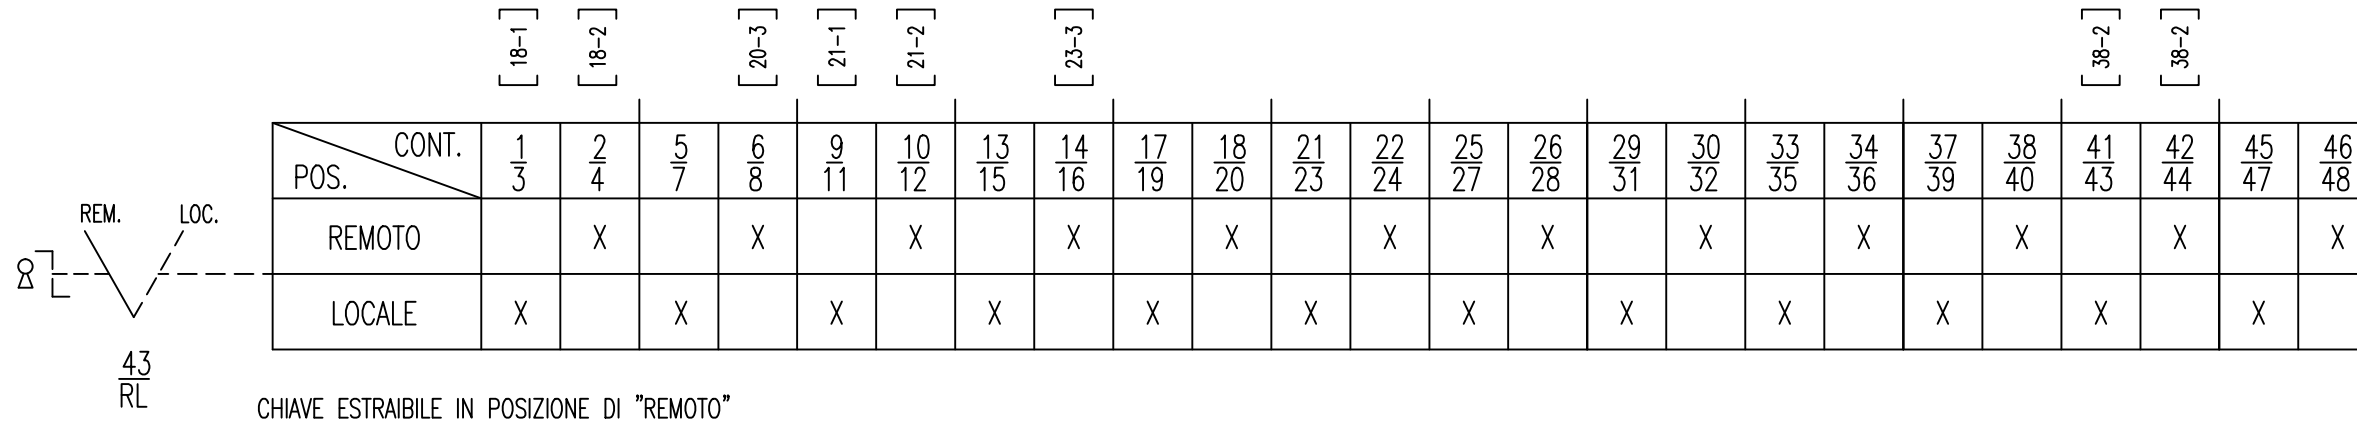 [18-1] [18-2] [20-3] [21-1] [21-2] [23-3] [38-2] [38-2]
CONT. 1/3 2/4 5/7 6/8 9/11 10/12 13/15 14/16 17/19 18/20 21/23 22/24 25/27 26/28 29/31 30/32 33/35 34/36 37/39 38/40 41/43 42/44 45/47 46/48
POS.
REM. LOC.
REMOTO X X X X X X X X X X X X
LOCALE X X X X X X X X X X X X
43
RL
CHIAVE ESTRAIBILE IN POSIZIONE DI "REMOTO"